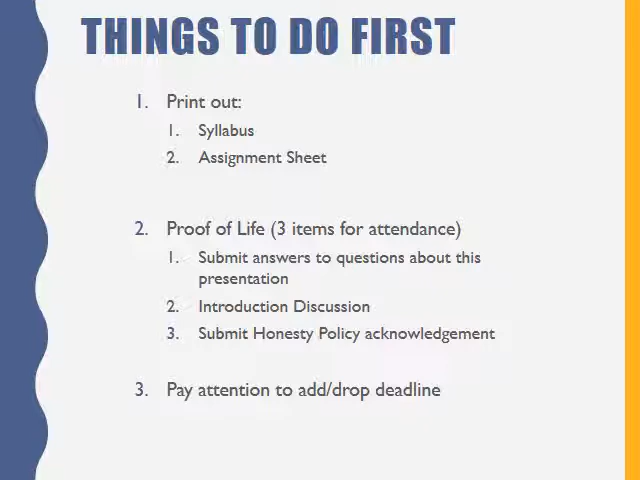 THINGS TO DO FIRST
1. Print out:
1. Syllabus
2. Assignment Sheet
2. Proof of Life (3 items for attendance)
1. Submit answers to questions about this
presentation
2. Introduction Discussion
3. Submit Honesty Policy acknowledgement
3. Pay attention to add/drop deadline